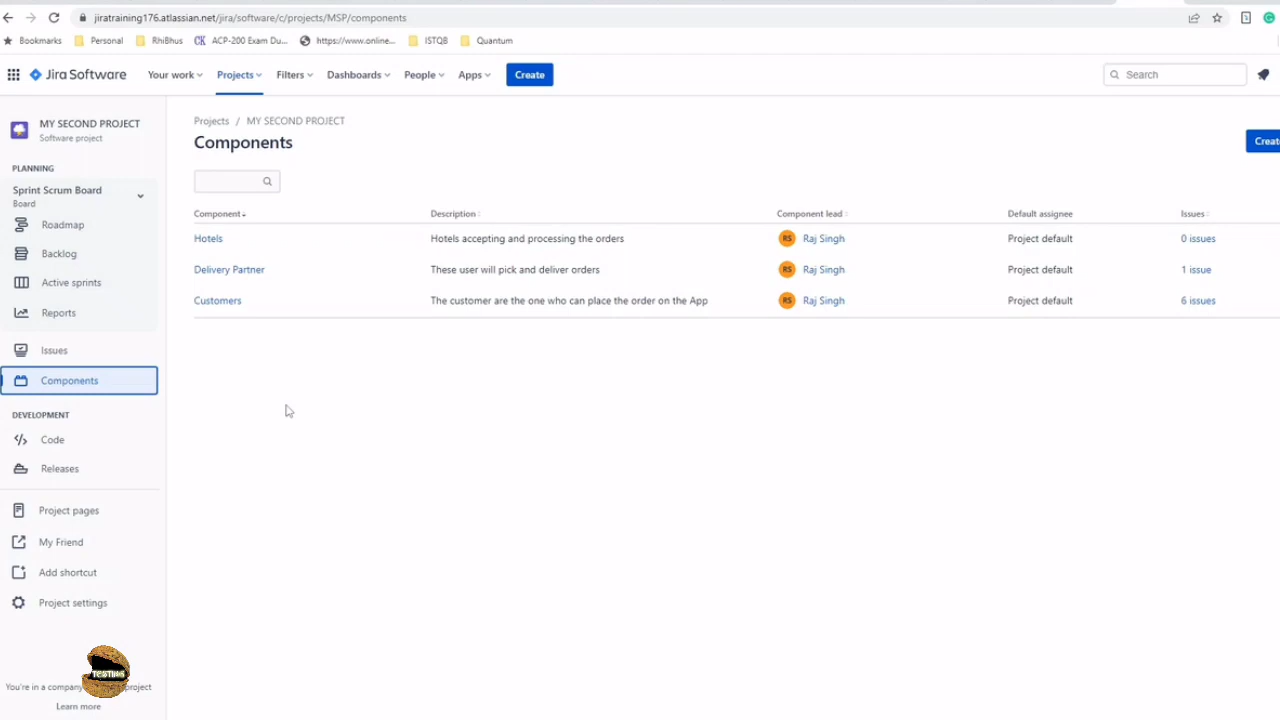 jiratraining176.atlassian.net/jira/software/c/projects/MSP/components
Bookmarks Personal RhiBhus CK ACP-200 Exam Du... https://www.online... ISTQB Quantum
Jira Software Your work Projects Filters Dashboards People Apps Create Search
MY SECOND PROJECT
Software project
PLANNING
Sprint Scrum Board
Board
Roadmap
Backlog
Active sprints
Reports
Issues
Components
DEVELOPMENT
Code
Releases
Project pages
My Friend
Add shortcut
Project settings
TESTING
You're in a company project
Learn more
Projects / MY SECOND PROJECT
Components
Creat
Component Description Component lead Default assignee Issues
Hotels Hotels accepting and processing the orders RS Raj Singh Project default 0 issues
Delivery Partner These user will pick and deliver orders RS Raj Singh Project default 1 issue
Customers The customer are the one who can place the order on the App RS Raj Singh Project default 6 issues